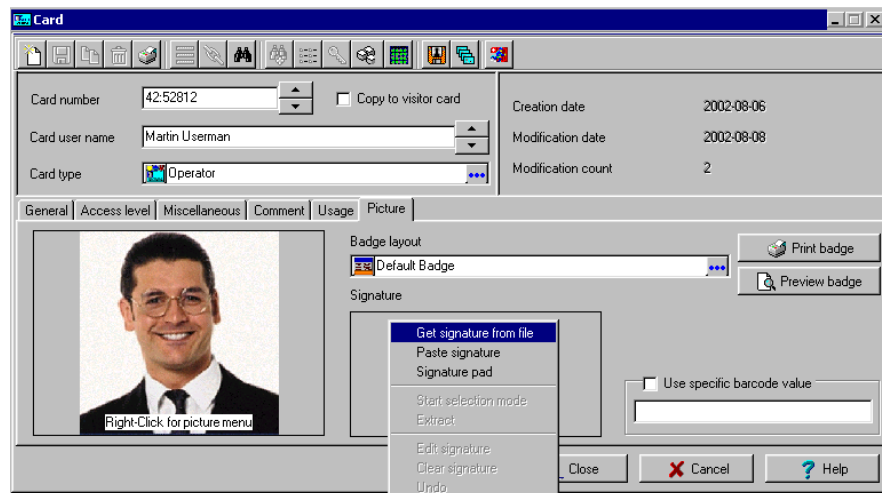 Card
Card number 42:52812 Copy to visitor card
Card user name Martin Userman
Card type Operator
Creation date 2002-08-06
Modification date 2002-08-08
Modification count 2
General Access level Miscellaneous Comment Usage Picture
Right-Click for picture menu
Badge layout
Default Badge
Print badge
Preview badge
Signature
Get signature from file
Paste signature
Signature pad
Start selection mode
Extract
Edit signature
Clear signature
Undo
Use specific barcode value
Close Cancel Help